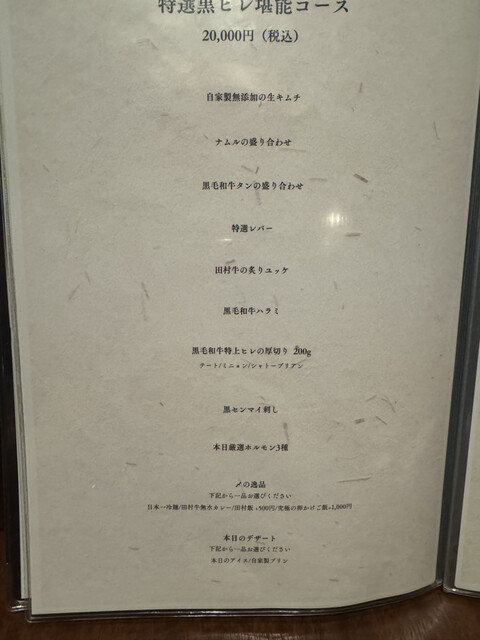 特選黒ヒレ堪能コース
20,000円（税込）
自家製無添加の生キムチ
ナムルの盛り合わせ
黒毛和牛タンの盛り合わせ
特選レバー
田村牛の炙りユッケ
黒毛和牛ハラミ
黒毛和牛特上ヒレの厚切り 200g
テート/ミニョン/シャトーブリアン
黒センマイ刺し
本日厳選ホルモン3種
〆の逸品
下記から一品お選びください
日本一冷麺/田村牛無水カレー/田村飯 +500円/究極の卵かけご飯+1,000円
本日のデザート
下記から一品お選びください
本日のアイス/自家製プリン